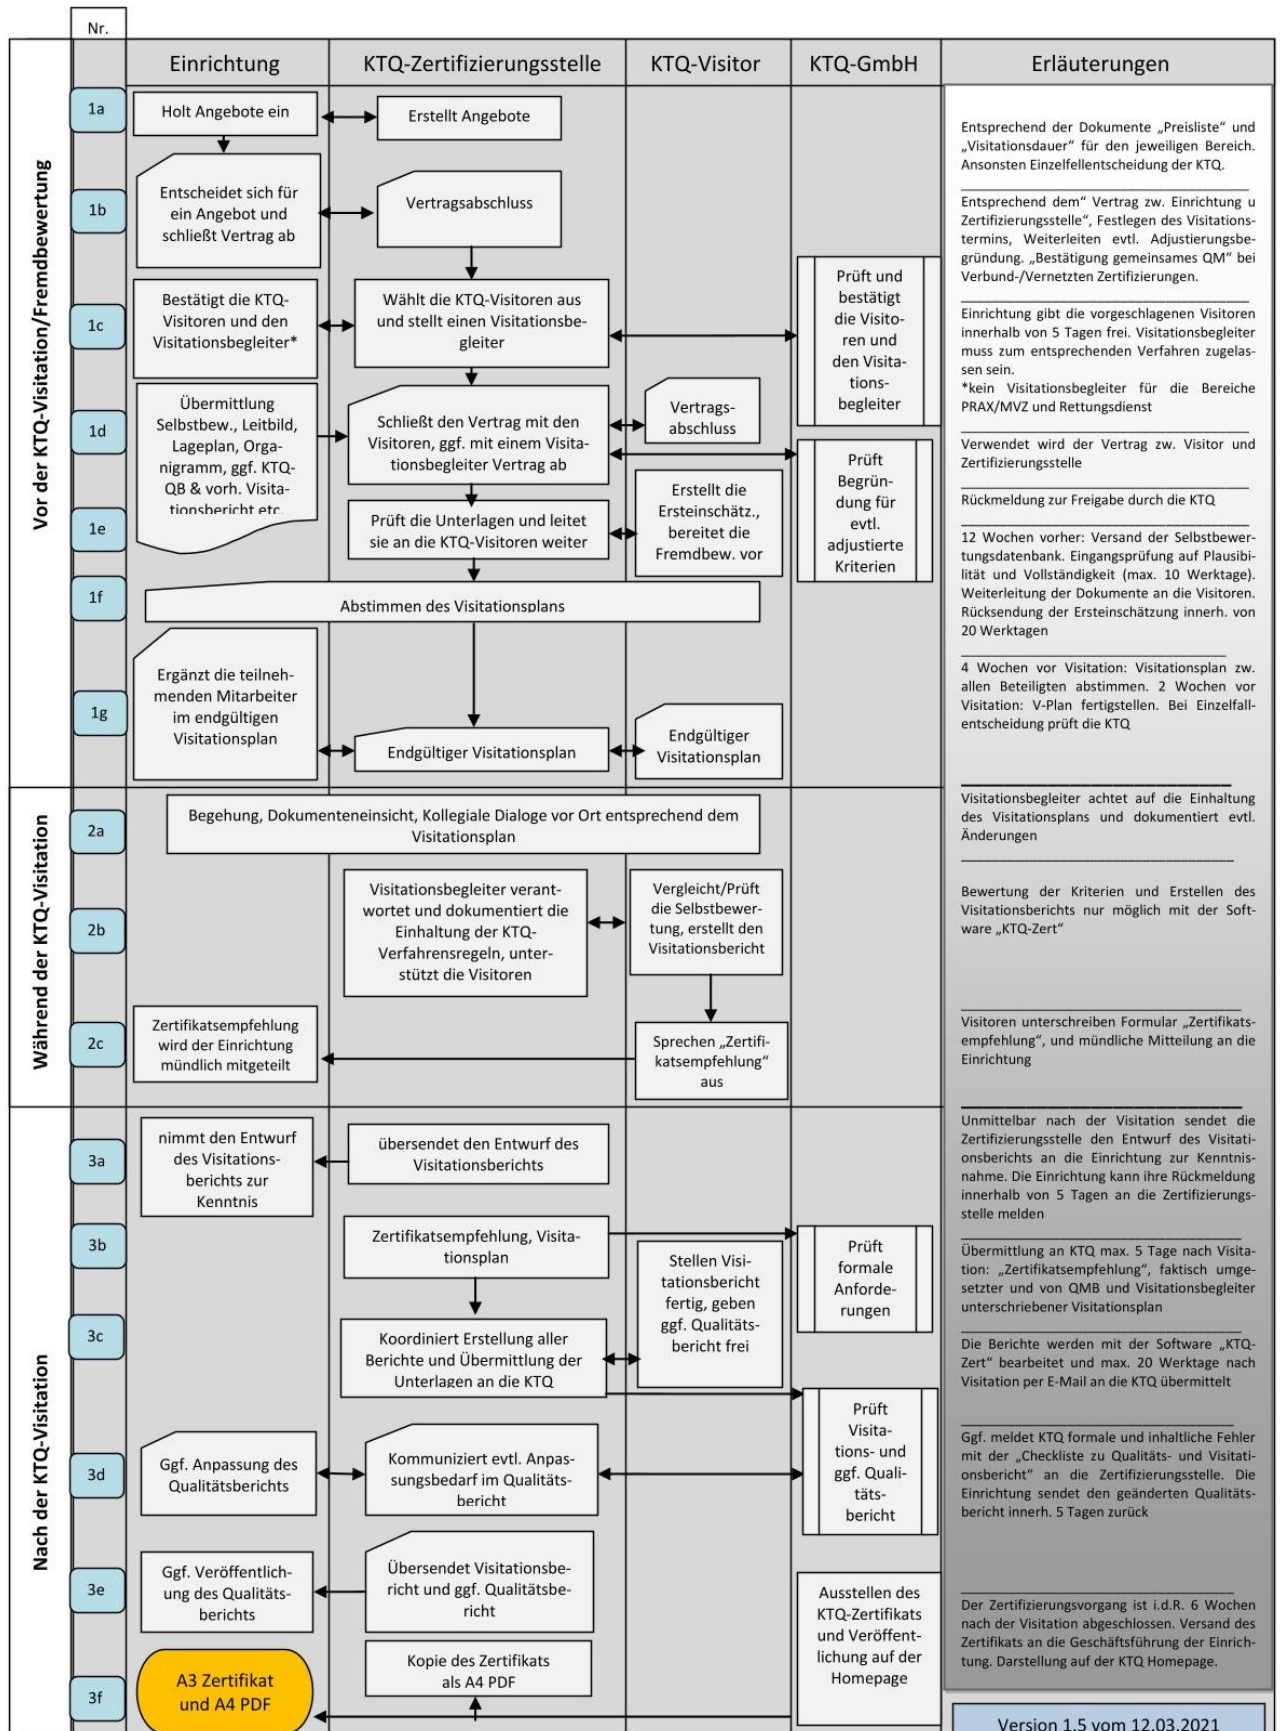 Nr.
Einrichtung
KTQ-Zertifizierungsstelle
KTQ-Visitor
KTQ-GmbH
Erläuterungen
Vor der KTQ-Visitation/Fremdbewertung
1a
Holt Angebote ein
Erstellt Angebote
Entsprechend der Dokumente „Preisliste“ und
„Visitationsdauer“ für den jeweiligen Bereich.
Ansonsten Einzelfellentscheidung der KTQ.
1b
Entscheidet sich für
ein Angebot und
schließt Vertrag ab
Vertragsabschluss
Entsprechend dem“ Vertrag zw. Einrichtung u
Zertifizierungsstelle“, Festlegen des Visitations-
termins, Weiterleiten evtl. Adjustierungsbe-
gründung. „Bestätigung gemeinsames QM“ bei
Verbund-/Vernetzten Zertifizierungen.
1c
Bestätigt die KTQ-
Visitoren und den
Visitationsbegleiter*
Wählt die KTQ-Visitoren aus
und stellt einen Visitationsbe-
gleiter
Prüft und
bestätigt
die Visito-
ren und
den Visita-
tions-
begleiter
Einrichtung gibt die vorgeschlagenen Visitoren
innerhalb von 5 Tagen frei. Visitationsbegleiter
muss zum entsprechenden Verfahren zugelas-
sen sein.
*kein Visitationsbegleiter für die Bereiche
PRAX/MVZ und Rettungsdienst
1d
Übermittlung
Selbstbew., Leitbild,
Lageplan, Orga-
nigramm, ggf. KTQ-
QB & vorh. Visita-
tionsbericht etc.
Schließt den Vertrag mit den
Visitoren, ggf. mit einem Visita-
tionsbegleiter Vertrag ab
Vertrags-
abschluss
Prüft
Begrün-
dung für
evtl.
adjustierte
Kriterien
Verwendet wird der Vertrag zw. Visitor und
Zertifizierungsstelle
Rückmeldung zur Freigabe durch die KTQ
1e
Prüft die Unterlagen und leitet
sie an die KTQ-Visitoren weiter
Erstellt die
Ersteinschätz.,
bereitet die
Fremdbew. vor
12 Wochen vorher: Versand der Selbstbewer-
tungsdatenbank. Eingangsprüfung auf Plausibi-
lität und Vollständigkeit (max. 10 Werktage).
Weiterleitung der Dokumente an die Visitoren.
Rücksendung der Ersteinschätzung innerh. von
20 Werktagen
1f
Abstimmen des Visitationsplans
1g
Ergänzt die teilneh-
menden Mitarbeiter
im endgültigen
Visitationsplan
Endgültiger Visitationsplan
Endgültiger
Visitationsplan
4 Wochen vor Visitation: Visitationsplan zw.
allen Beteiligten abstimmen. 2 Wochen vor
Visitation: V-Plan fertigstellen. Bei Einzelfall-
entscheidung prüft die KTQ
Während der KTQ-Visitation
2a
Begehung, Dokumenteneinsicht, Kollegiale Dialoge vor Ort entsprechend dem
Visitationsplan
Visitationsbegleiter achtet auf die Einhaltung
des Visitationsplans und dokumentiert evtl.
Änderungen
2b
Visitationsbegleiter verant-
wortet und dokumentiert die
Einhaltung der KTQ-
Verfahrensregeln, unter-
stützt die Visitoren
Vergleicht/Prüft
die Selbstbewer-
tung, erstellt den
Visitationsbericht
Bewertung der Kriterien und Erstellen des
Visitationsberichts nur möglich mit der Soft-
ware „KTQ-Zert“
2c
Zertifikatsempfehlung
wird der Einrichtung
mündlich mitgeteilt
Sprechen „Zertifi-
katsempfehlung“
aus
Visitoren unterschreiben Formular „Zertifikats-
empfehlung“, und mündliche Mitteilung an die
Einrichtung
Nach der KTQ-Visitation
3a
nimmt den Entwurf
des Visitations-
berichts zur
Kenntnis
übersendet den Entwurf des
Visitationsberichts
Unmittelbar nach der Visitation sendet die
Zertifizierungsstelle den Entwurf des Visitati-
onsberichts an die Einrichtung zur Kenntnis-
nahme. Die Einrichtung kann ihre Rückmeldung
innerhalb von 5 Tagen an die Zertifizierungs-
stelle melden
3b
Zertifikatsempfehlung, Visita-
tionsplan
Prüft
formale
Anforde-
rungen
Übermittlung an KTQ max. 5 Tage nach Visita-
tion: „Zertifikatsempfehlung“, faktisch umge-
setzter und von QMB und Visitationsbegleiter
unterschriebener Visitationsplan
3c
Koordiniert Erstellung aller
Berichte und Übermittlung der
Unterlagen an die KTQ
Stellen Visi-
tationsbericht
fertig, geben
ggf. Qualitäts-
bericht frei
Die Berichte werden mit der Software „KTQ-
Zert“ bearbeitet und max. 20 Werktage nach
Visitation per E-Mail an die KTQ übermittelt
3d
Ggf. Anpassung des
Qualitätsberichts
Kommuniziert evtl. Anpas-
sungsbedarf im Qualitäts-
bericht
Prüft
Visita-
tions- und
ggf. Quali-
täts-
bericht
Ggf. meldet KTQ formale und inhaltliche Fehler
mit der „Checkliste zu Qualitäts- und Visitati-
onsbericht“ an die Zertifizierungsstelle. Die
Einrichtung sendet den geänderten Qualitäts-
bericht innerh. 5 Tagen zurück
3e
Ggf. Veröffentlich-
ung des Qualitäts-
berichts
Übersendet Visitationsbe-
richt und ggf. Qualitätsbe-
richt
Ausstellen des
KTQ-Zertifikats
und Veröffent-
lichung auf der
Homepage
Der Zertifizierungsvorgang ist i.d.R. 6 Wochen
nach der Visitation abgeschlossen. Versand des
Zertifikats an die Geschäftsführung der Einrich-
tung. Darstellung auf der KTQ Homepage.
3f
A3 Zertifikat
und A4 PDF
Kopie des Zertifikats
als A4 PDF
Version 1.5 vom 12.03.2021